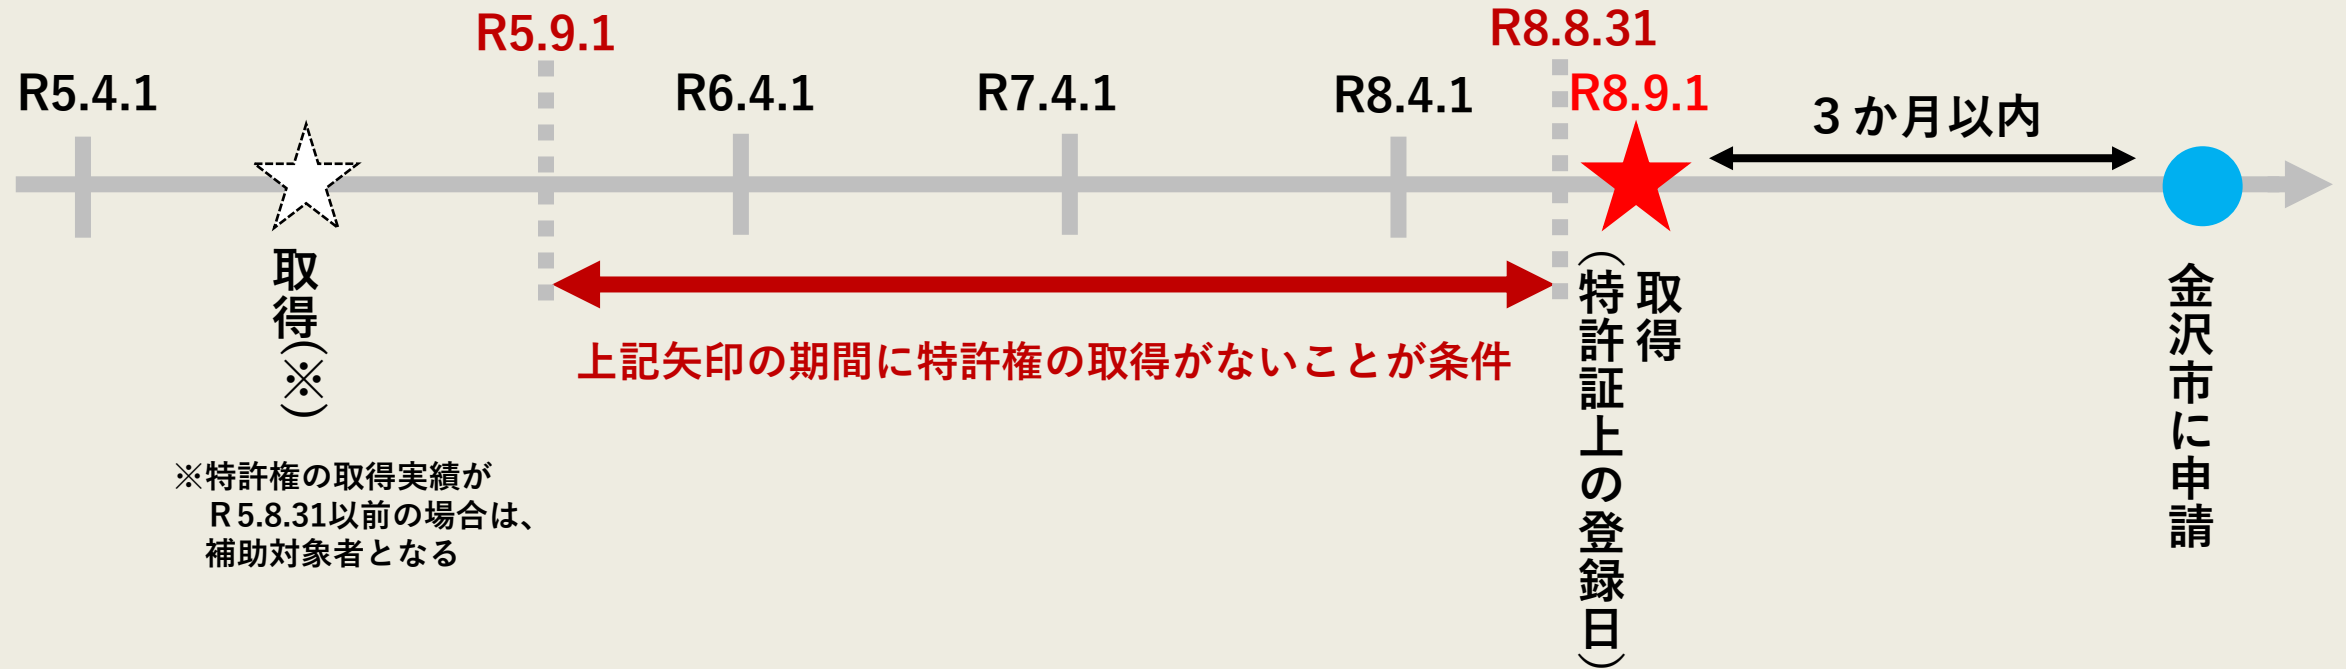 R5.4.1
R5.9.1
R6.4.1
R7.4.1
R8.4.1
R8.8.31
R8.9.1
3か月以内
取得(※)
上記矢印の期間に特許権の取得がないことが条件
取得
(特許証上の登録日)
金沢市に申請
※特許権の取得実績が
R5.8.31以前の場合は、
補助対象者となる